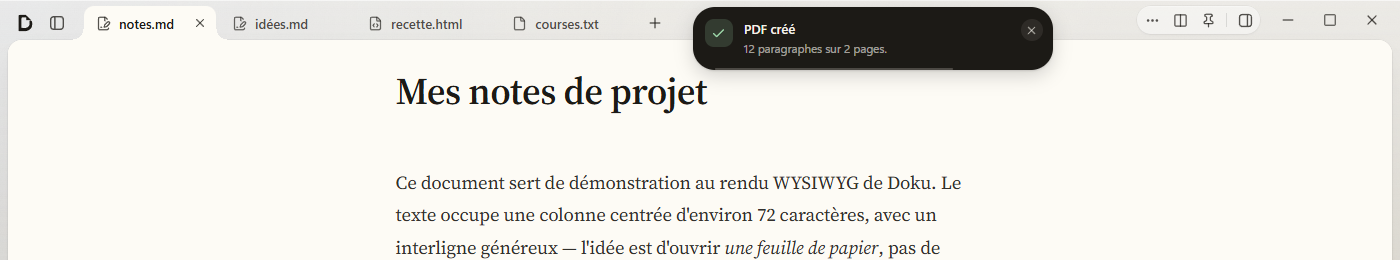 notes.md
idées.md
recette.html
courses.txt
PDF créé
12 paragraphes sur 2 pages.
Mes notes de projet
Ce document sert de démonstration au rendu WYSIWYG de Doku. Le
texte occupe une colonne centrée d'environ 72 caractères, avec un
interligne généreux — l'idée est d'ouvrir une feuille de papier, pas de